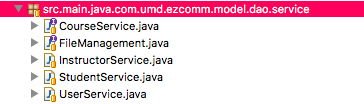 src.main.java.com.umd.ezcomm.model.dao.service
CourseService.java
FileManagement.java
InstructorService.java
StudentService.java
UserService.java